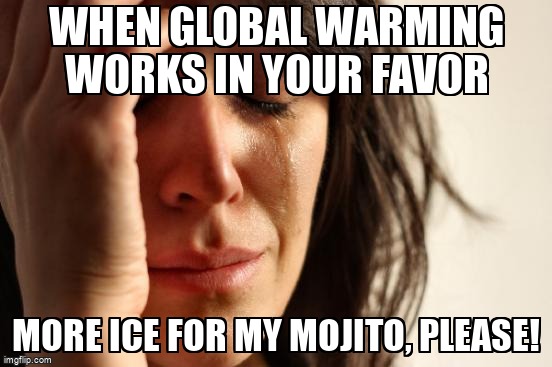 WHEN GLOBAL WARMING
WORKS IN YOUR FAVOR
MORE ICE FOR MY MOJITO, PLEASE!
imgflip.com